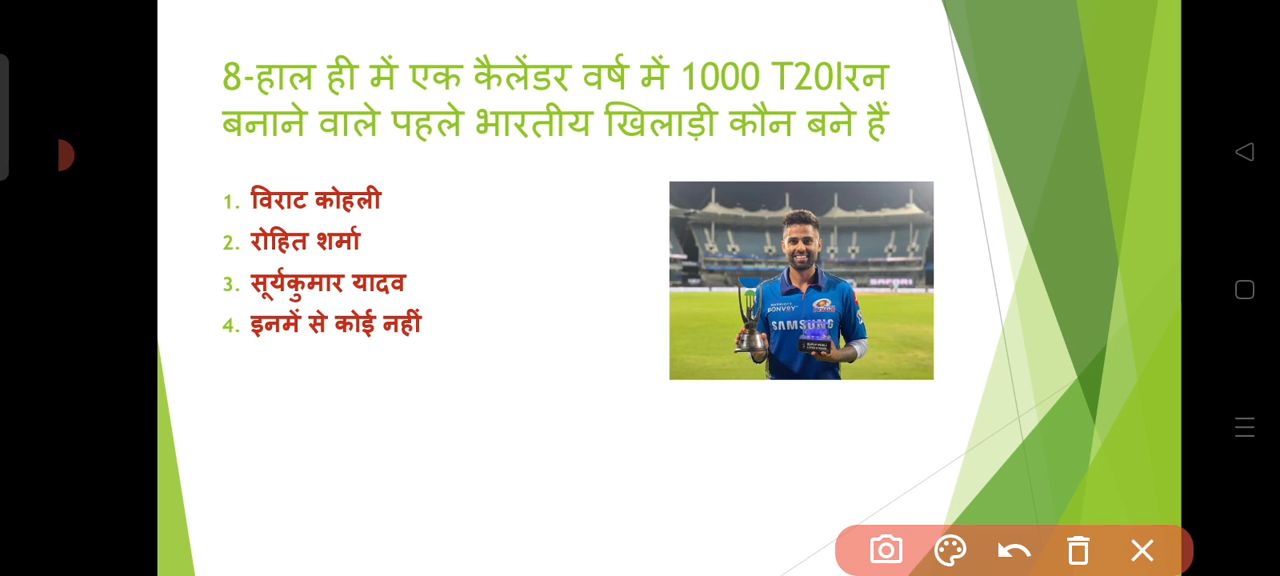 8-हाल ही में एक कैलेंडर वर्ष में 1000 T20Iरन
बनाने वाले पहले भारतीय खिलाड़ी कौन बने हैं
1. विराट कोहली
2. रोहित शर्मा
3. सूर्यकुमार यादव
4. इनमें से कोई नहीं
SAMSUNG